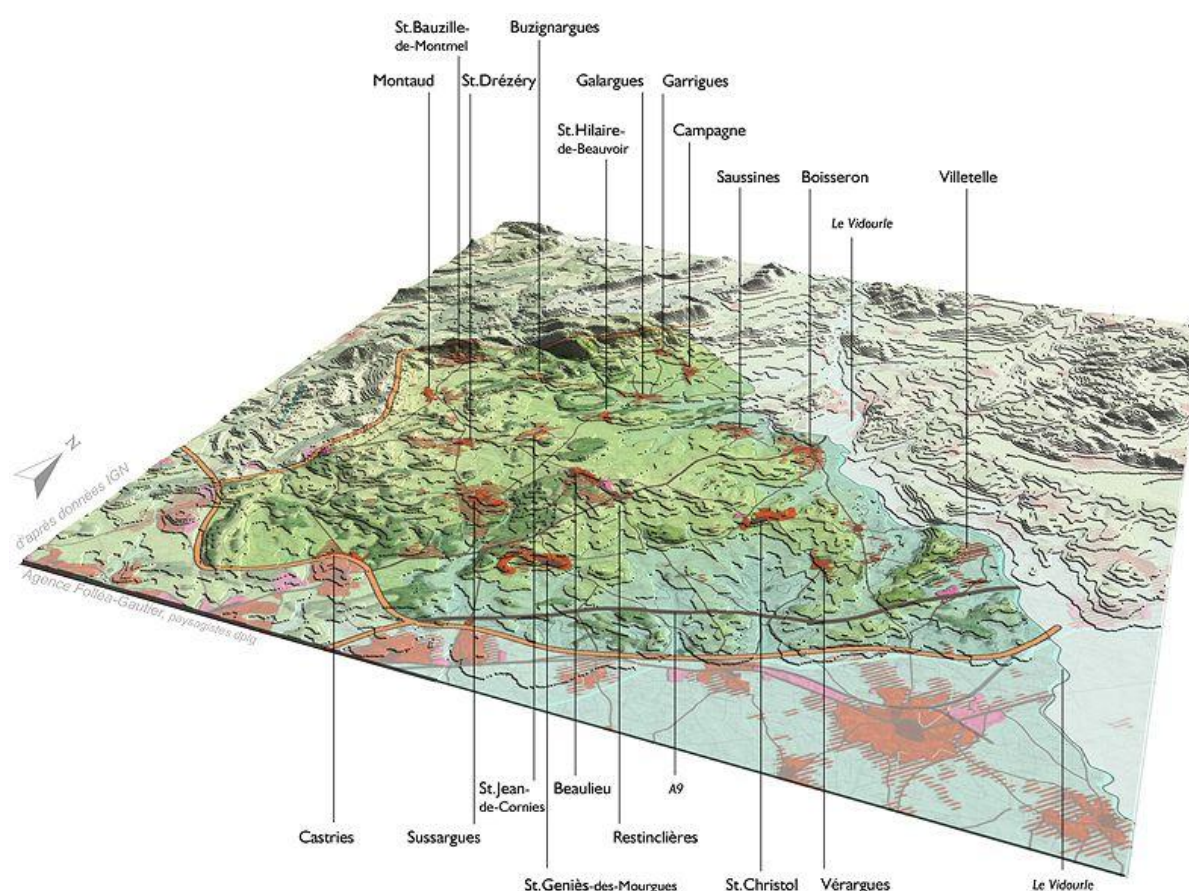 St.Bauzille-
de-Montmel
Buzignargues
Montaud
St.Drézéry
Galargues
Garrigues
St.Hilaire-
de-Beauvoir
Campagne
Saussines
Boisseron
Villetelle
Le Vidourle
N
d'après données IGN
Agence Folléa-Gautier, paysagistes dplg
St.Jean-
de-Cornies
Beaulieu
A9
Castries
Sussargues
Restinclières
St.Geniès-des-Mourgues
St.Christol
Vérargues
Le Vidourle